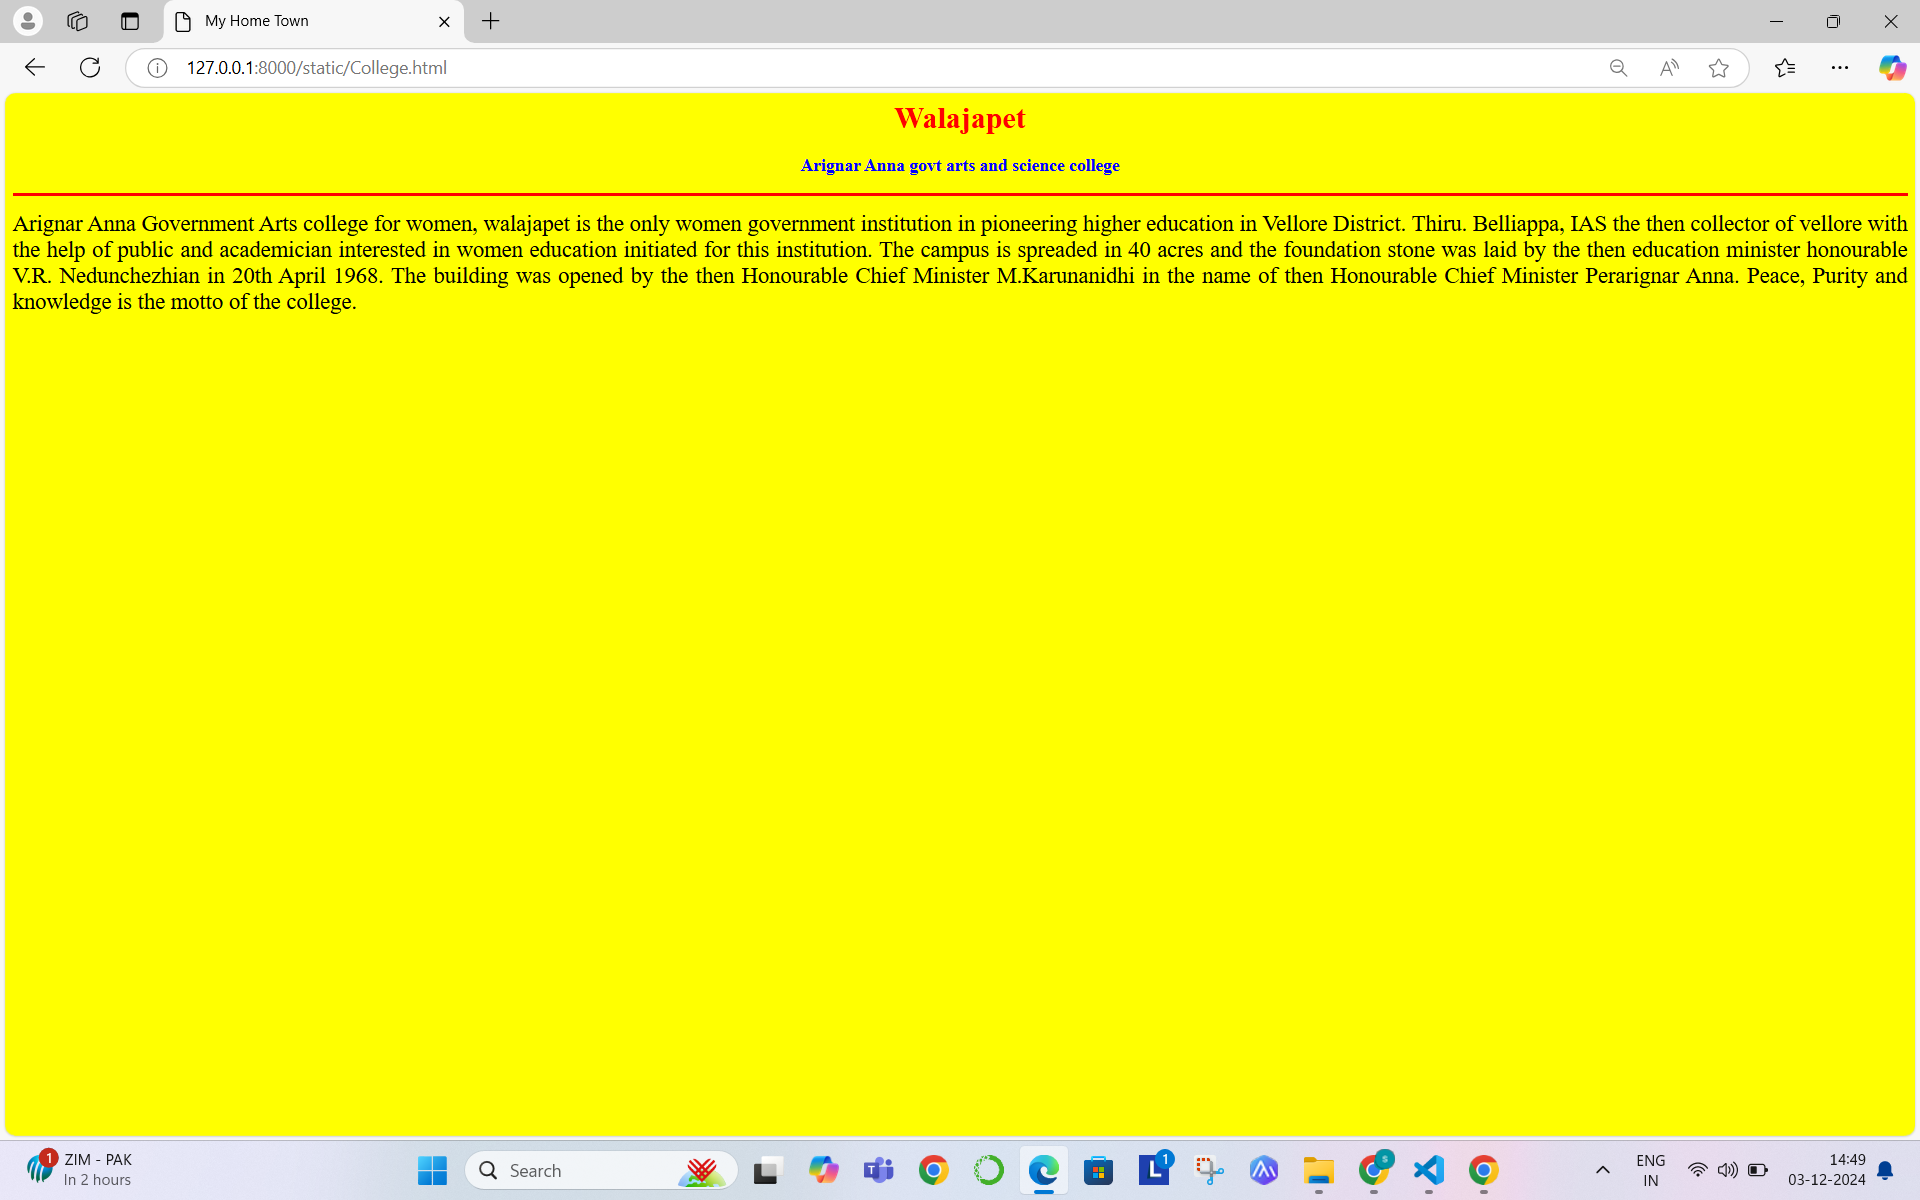 My Home Town
127.0.0.1:8000/static/College.html
Walajapet
Arignar Anna govt arts and science college
Arignar Anna Government Arts college for women, walajapet is the only women government institution in pioneering higher education in Vellore District. Thiru. Belliappa, IAS the then collector of vellore with
the help of public and academician interested in women education initiated for this institution. The campus is spreaded in 40 acres and the foundation stone was laid by the then education minister honourable
V.R. Nedunchezhian in 20th April 1968. The building was opened by the then Honourable Chief Minister M.Karunanidhi in the name of then Honourable Chief Minister Perarignar Anna. Peace, Purity and
knowledge is the motto of the college.
1
ZIM - PAK
In 2 hours
Search
1
ENG
IN
14:49
03-12-2024